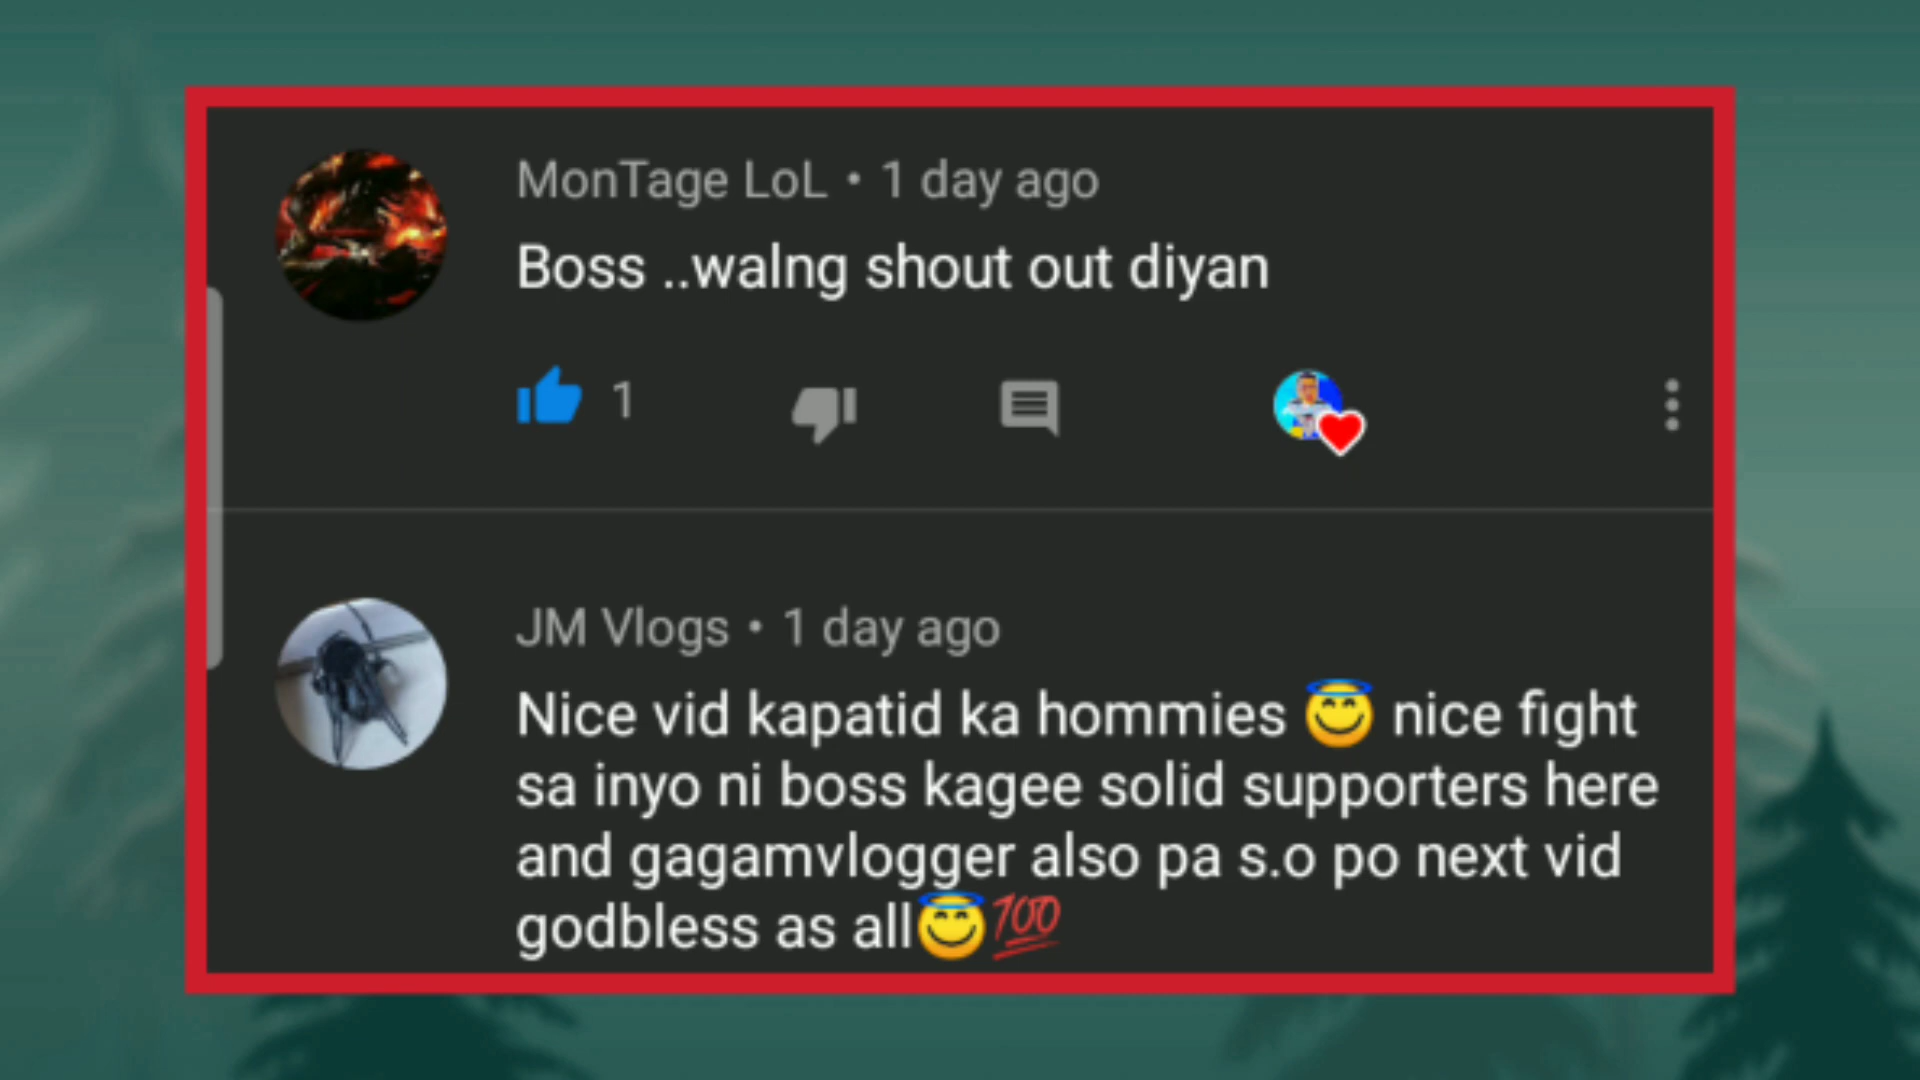 MonTage LoL • 1 day ago
Boss ..walng shout out diyan
1
JM Vlogs • 1 day ago
Nice vid kapatid ka hommies 😇 nice fight
sa inyo ni boss kagee solid supporters here
and gagamvlogger also pa s.o po next vid
godbless as all😇💯